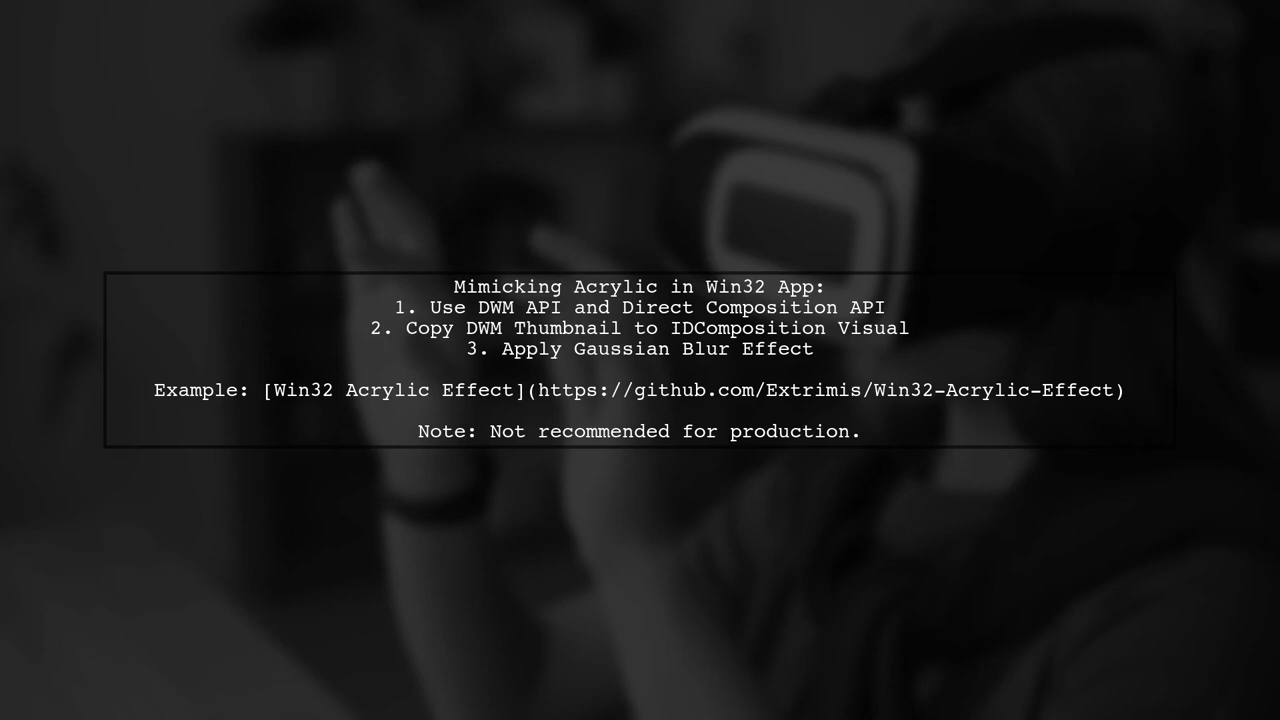 Mimicking Acrylic in Win32 App:
1. Use DWM API and Direct Composition API
2. Copy DWM Thumbnail to IDComposition Visual
3. Apply Gaussian Blur Effect
Example: [Win32 Acrylic Effect](https://github.com/Extrimis/Win32-Acrylic-Effect)
Note: Not recommended for production.